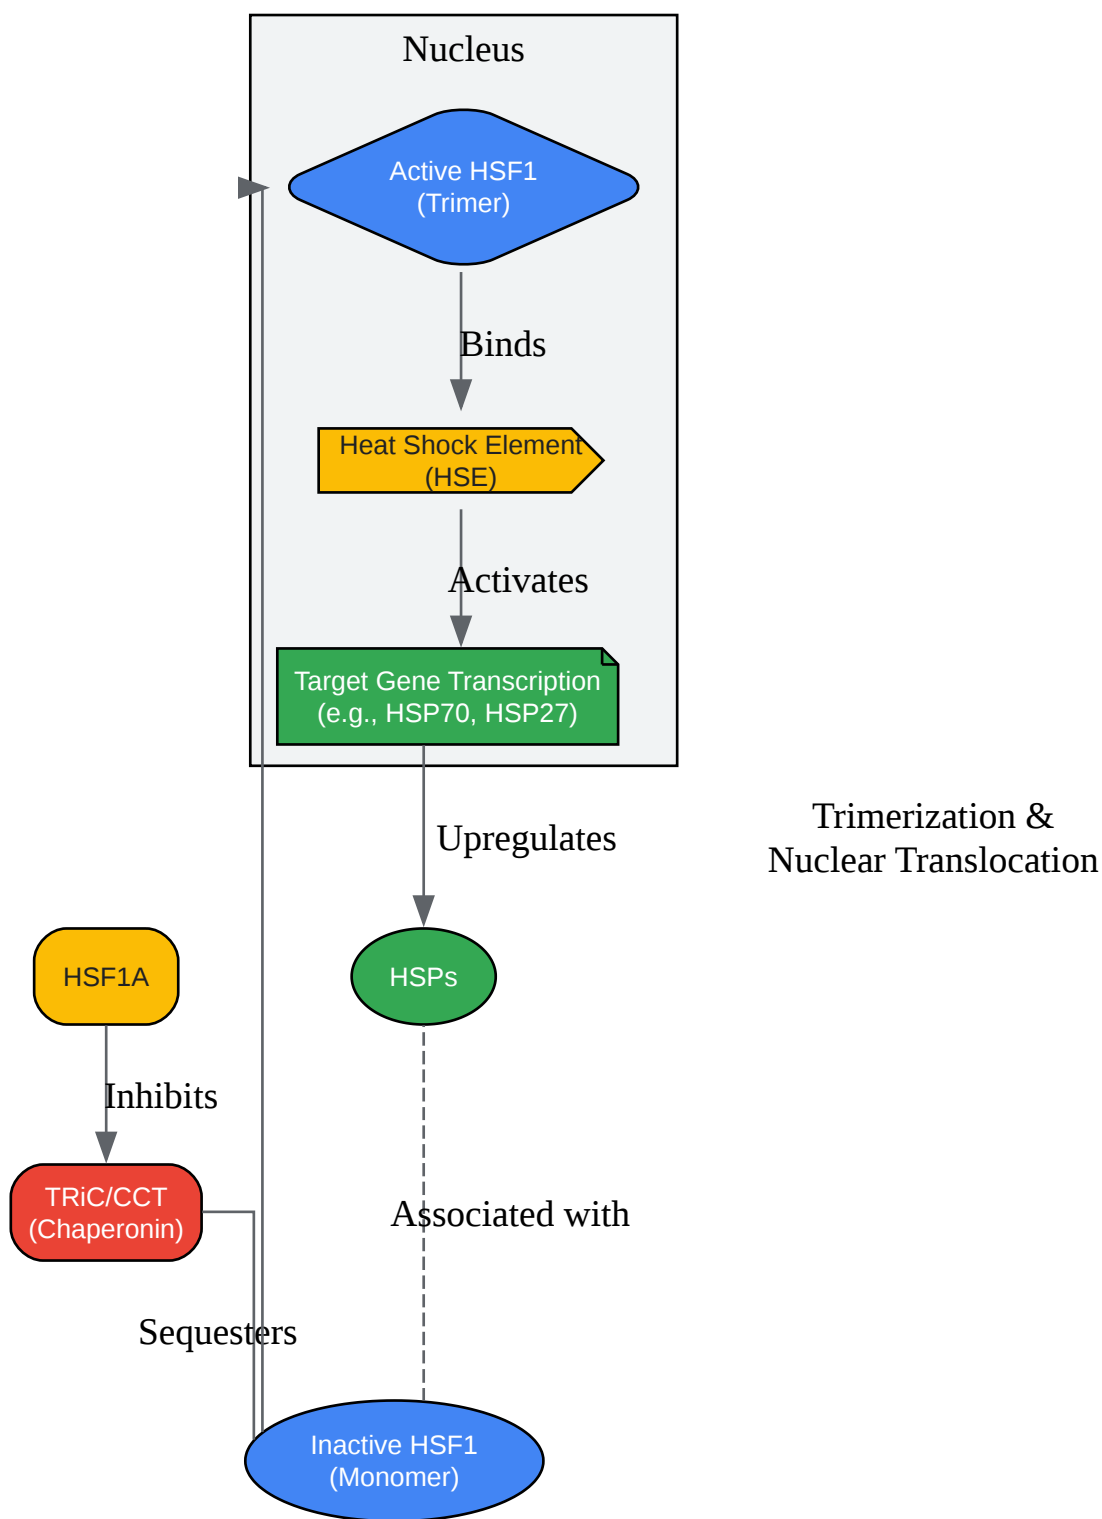 Nucleus
Active HSF1
(Trimer)
Binds
Heat Shock Element
(HSE)
Activates
Target Gene Transcription
(e.g., HSP70, HSP27)
Upregulates
Trimerization &
Nuclear Translocation
HSF1A
HSPs
Inhibits
TRiC/CCT
(Chaperonin)
Associated with
Sequesters
Inactive HSF1
(Monomer)